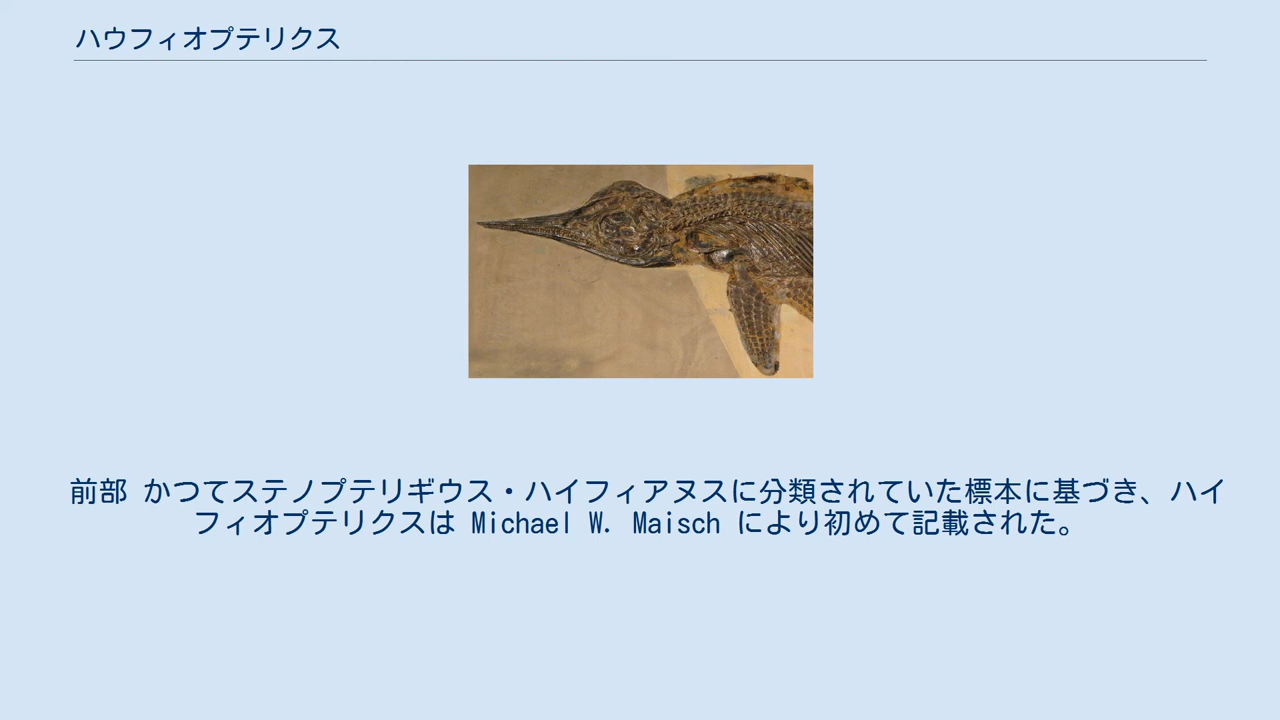 ハウフィオプテリクス
前部 かつてステノプテリギウス・ハイフィアヌスに分類されていた標本に基づき、ハイ
フィオプテリクスは Michael W. Maisch により初めて記載された。